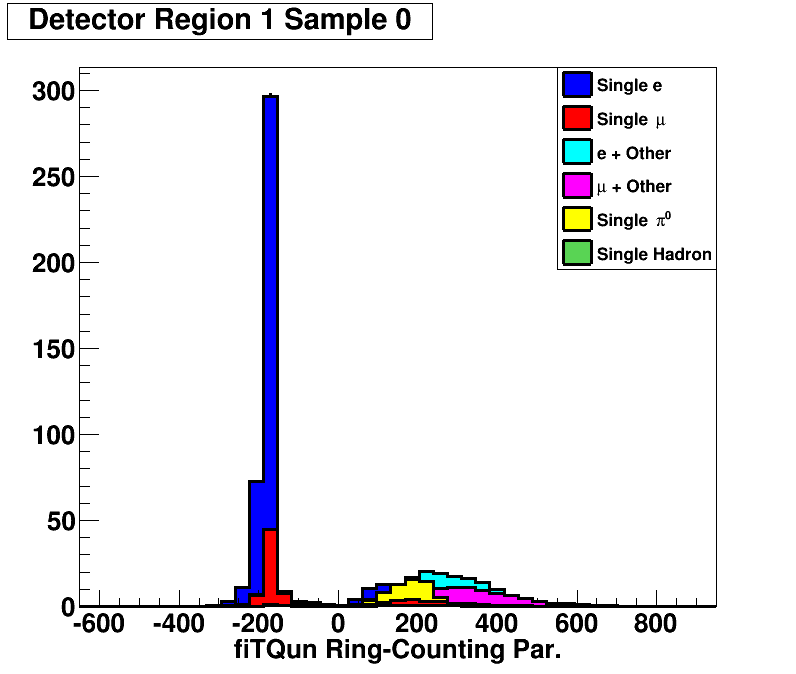 Detector Region 1 Sample 0
300
250
200
150
100
50
0
Single e
Single μ
e + Other
μ + Other
Single π⁰
Single Hadron
-600 -400 -200 0 200 400 600 800
fiTQun Ring-Counting Par.